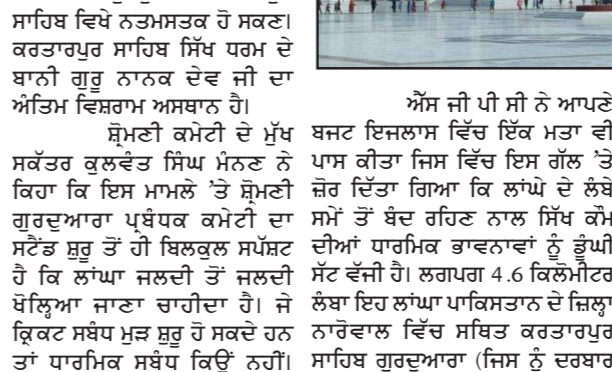 ਸਾਹਿਬ ਵਿਖੇ ਨਤਮਸਤਕ ਹੋ ਸਕਣ।
ਕਰਤਾਰਪੁਰ ਸਾਹਿਬ ਸਿੱਖ ਧਰਮ ਦੇ
ਬਾਨੀ ਗੁਰੂ ਨਾਨਕ ਦੇਵ ਜੀ ਦਾ
ਅੰਤਿਮ ਵਿਸ਼ਰਾਮ ਅਸਥਾਨ ਹੈ।
ਸ਼੍ਰੋਮਣੀ ਕਮੇਟੀ ਦੇ ਮੁੱਖ
ਸਕੱਤਰ ਕੁਲਵੰਤ ਸਿੰਘ ਮੰਨਣ ਨੇ
ਕਿਹਾ ਕਿ ਇਸ ਮਾਮਲੇ ’ਤੇ ਸ਼੍ਰੋਮਣੀ
ਗੁਰਦੁਆਰਾ ਪ੍ਰਬੰਧਕ ਕਮੇਟੀ ਦਾ
ਸਟੈਂਡ ਸ਼ੁਰੂ ਤੋਂ ਹੀ ਬਿਲਕੁਲ ਸਪੱਸ਼ਟ
ਹੈ ਕਿ ਲਾਂਘਾ ਜਲਦੀ ਤੋਂ ਜਲਦੀ
ਖੋਲ੍ਹਿਆ ਜਾਣਾ ਚਾਹੀਦਾ ਹੈ। ਜੇ
ਕ੍ਰਿਕਟ ਸਬੰਧ ਮੁੜ ਸ਼ੁਰੂ ਹੋ ਸਕਦੇ ਹਨ
ਤਾਂ ਧਾਰਮਿਕ ਸਬੰਧ ਕਿਉਂ ਨਹੀਂ।
ਐੱਸ ਜੀ ਪੀ ਸੀ ਨੇ ਆਪਣੇ
ਬਜਟ ਇਜਲਾਸ ਵਿੱਚ ਇੱਕ ਮਤਾ ਵੀ
ਪਾਸ ਕੀਤਾ ਜਿਸ ਵਿੱਚ ਇਸ ਗੱਲ ’ਤੇ
ਜ਼ੋਰ ਦਿੱਤਾ ਗਿਆ ਕਿ ਲਾਂਘੇ ਦੇ ਲੰਬੇ
ਸਮੇਂ ਤੋਂ ਬੰਦ ਰਹਿਣ ਨਾਲ ਸਿੱਖ ਕੌਮ
ਦੀਆਂ ਧਾਰਮਿਕ ਭਾਵਨਾਵਾਂ ਨੂੰ ਡੂੰਘੀ
ਸੱਟ ਵੱਜੀ ਹੈ। ਲਗਪਗ 4.6 ਕਿਲੋਮੀਟਰ
ਲੰਬਾ ਇਹ ਲਾਂਘਾ ਪਾਕਿਸਤਾਨ ਦੇ ਜ਼ਿਲ੍ਹਾ
ਨਾਰੋਵਾਲ ਵਿੱਚ ਸਥਿਤ ਕਰਤਾਰਪੁਰ
ਸਾਹਿਬ ਗੁਰਦੁਆਰਾ (ਜਿਸ ਨੂੰ ਦਰਬਾਰ